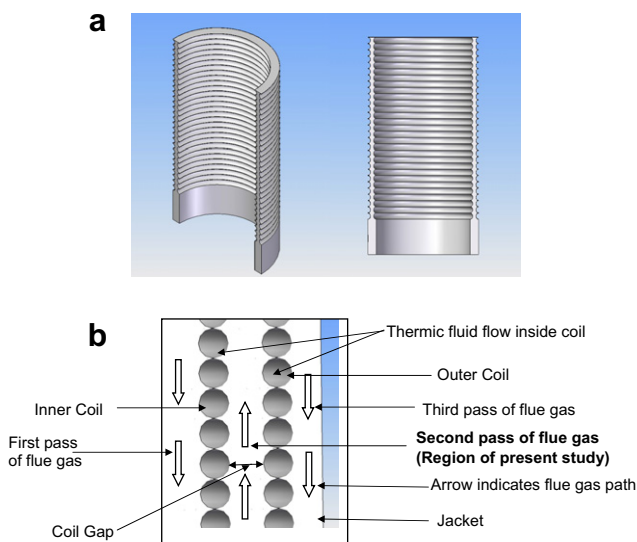 a
b
Thermic fluid flow inside coil
Outer Coil
Inner Coil
Third pass of flue gas
First pass
of flue gas
Second pass of flue gas
(Region of present study)
Arrow indicates flue gas path
Coil Gap
Jacket